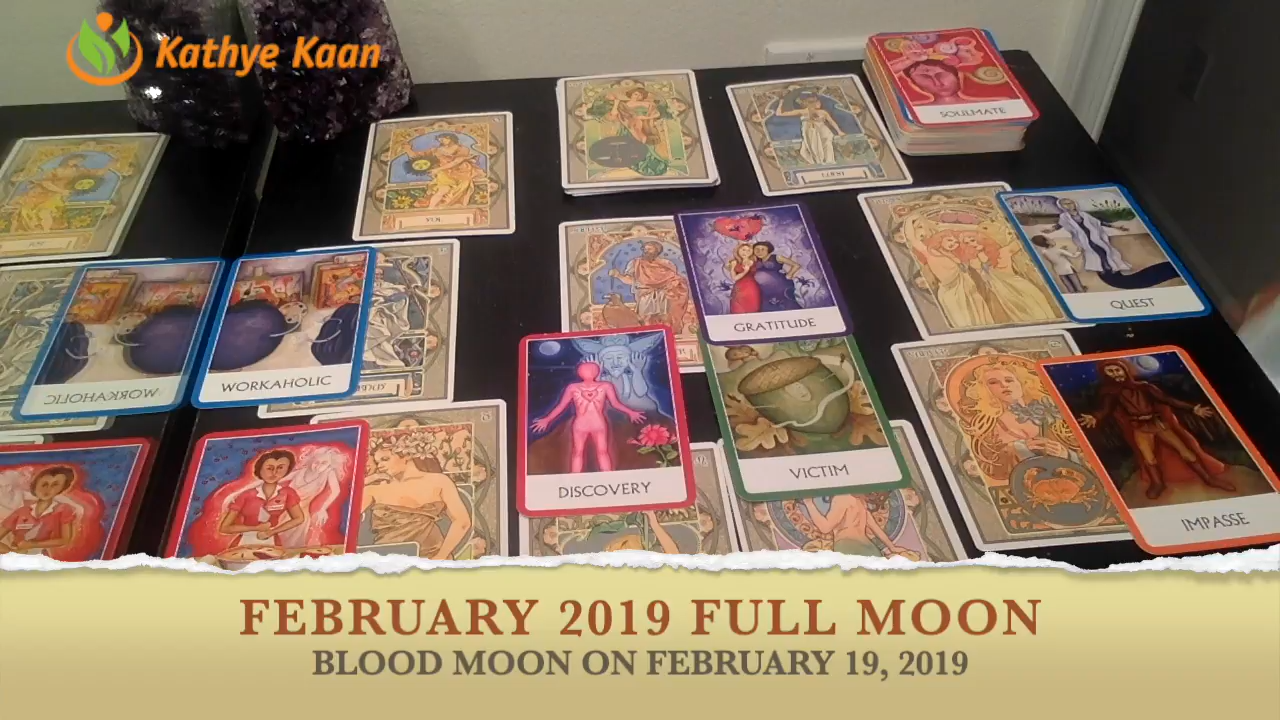 Kathye Kaan
SOULMATE
YOU
QUEST
GRATITUDE
WORKAHOLIC
WORKAHOLIC
DISCOVERY
VICTIM
IMPASSE
FEBRUARY 2019 FULL MOON
BLOOD MOON ON FEBRUARY 19, 2019